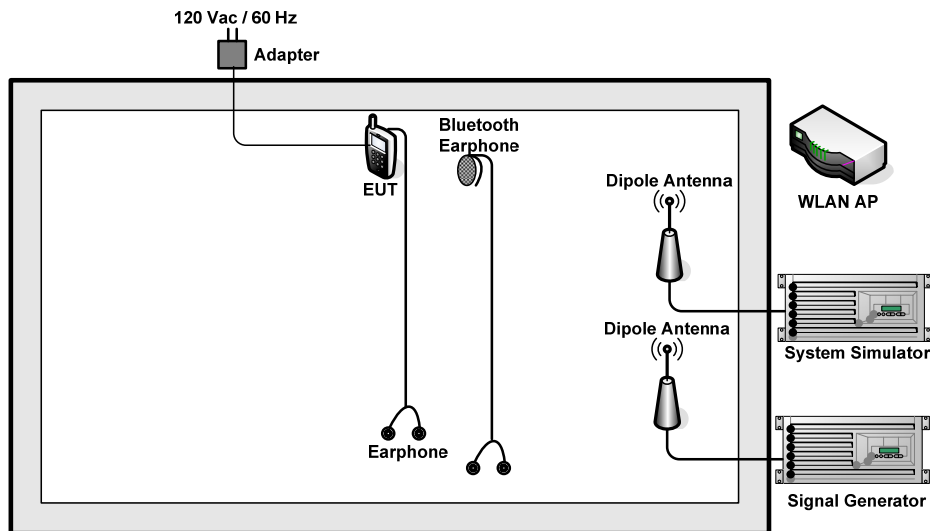 120 Vac / 60 Hz
Adapter
Bluetooth
Earphone
EUT
Dipole Antenna
WLAN AP
Dipole Antenna
System Simulator
Earphone
Signal Generator